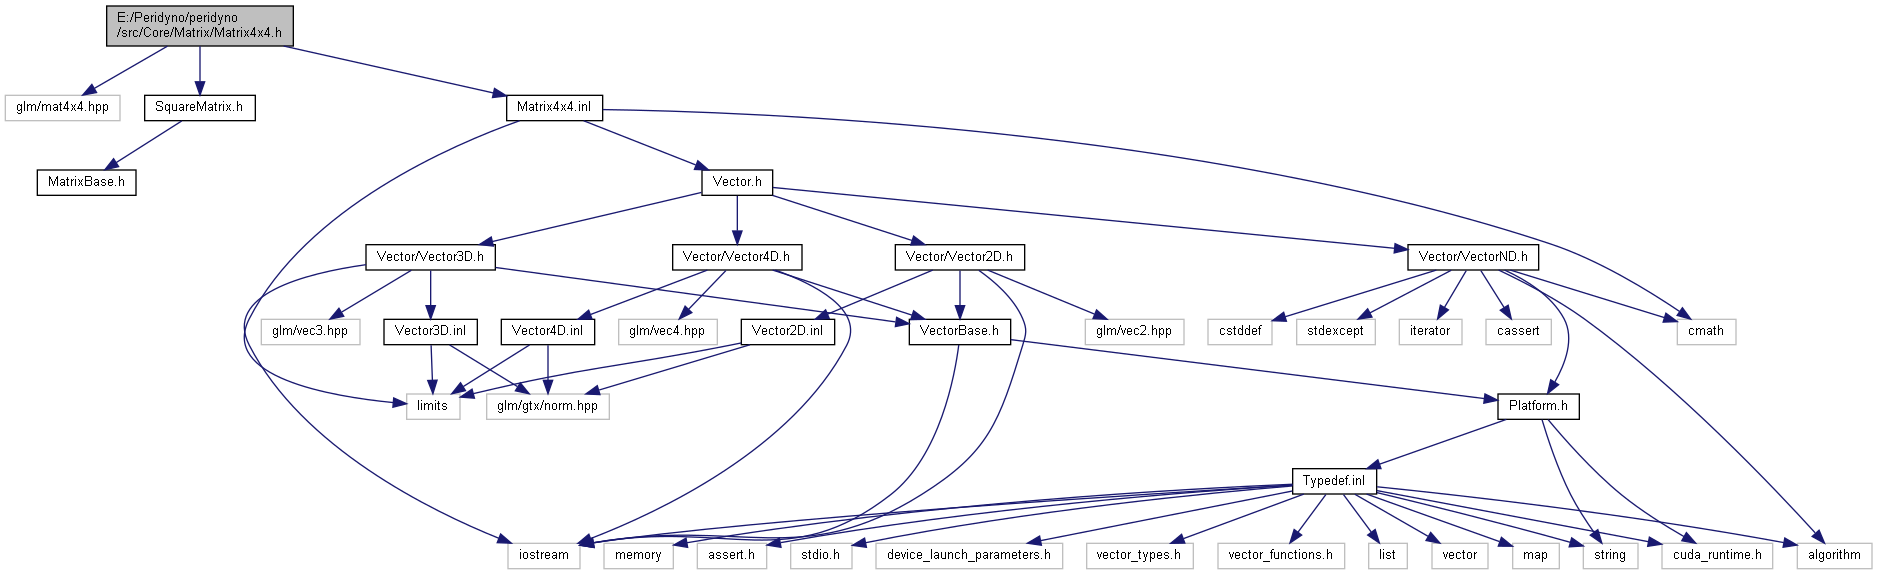 E:/Peridyno/peridyno
/src/Core/Matrix/Matrix4x4.h
glm/mat4x4.hpp
SquareMatrix.h
Matrix4x4.inl
MatrixBase.h
Vector.h
Vector/Vector3D.h
Vector/Vector4D.h
Vector/Vector2D.h
Vector/VectorND.h
glm/vec3.hpp
Vector3D.inl
Vector4D.inl
glm/vec4.hpp
Vector2D.inl
VectorBase.h
glm/vec2.hpp
cstddef
stdexcept
iterator
cassert
cmath
limits
glm/gtx/norm.hpp
Platform.h
Typedef.inl
iostream
memory
assert.h
stdio.h
device_launch_parameters.h
vector_types.h
vector_functions.h
list
vector
map
string
cuda_runtime.h
algorithm